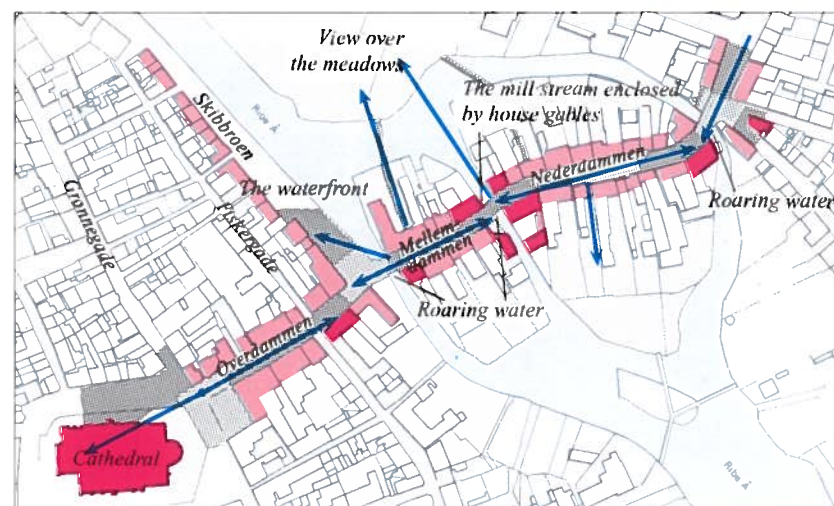 View over
the meadows
The mill stream enclosed
by house gables
Skibbroen
Ribe Å
Nederdammen
The waterfront
Roaring water
Grønnegade
Fiskergade
Mellem-
dammen
Roaring water
Overdammen
Cathedral
Ribe Å